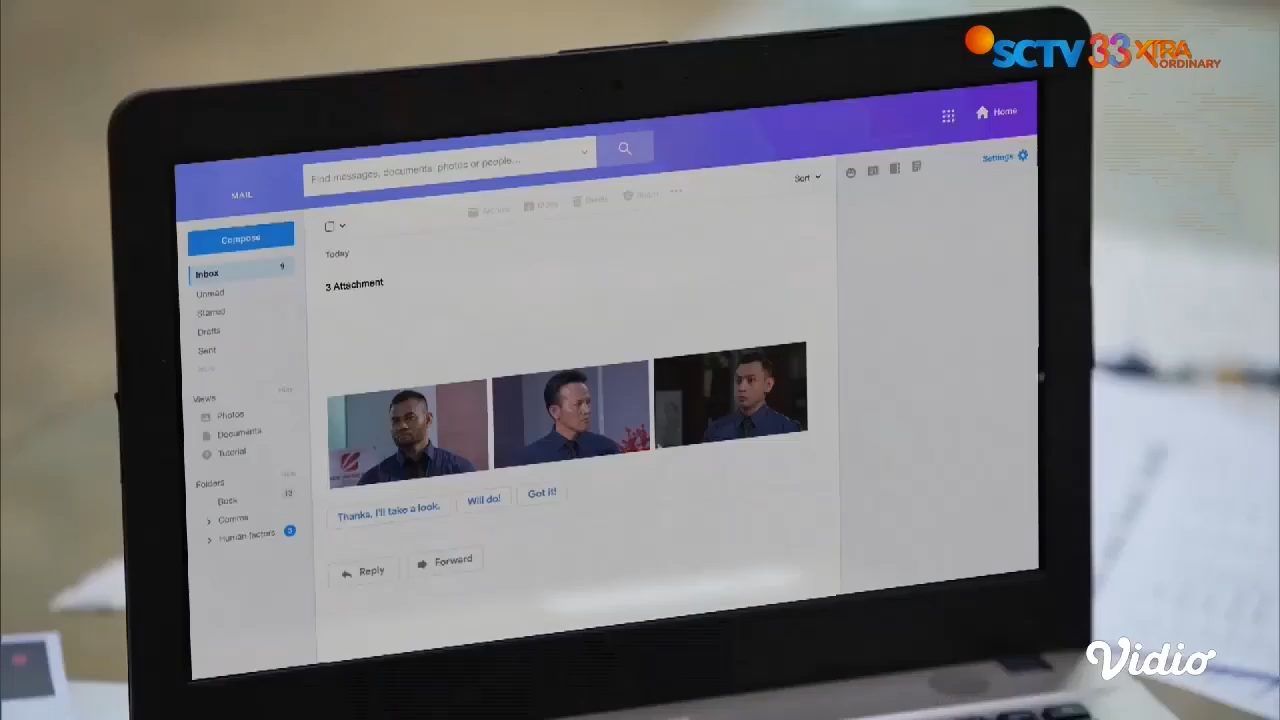 SCTV 33 XTRA ORDINARY
Home
MAIL
Find messages, documents, photos or people...
Settings
Sort
Compose
Today
Inbox 9
3 Attachment
Unread
Starred
Drafts
Sent
Views
Photos
Documents
Tutorial
Folders
Thanks, I'll take a look.
Will do!
Got it!
Comms
Human factors
Reply
Forward
Vidio